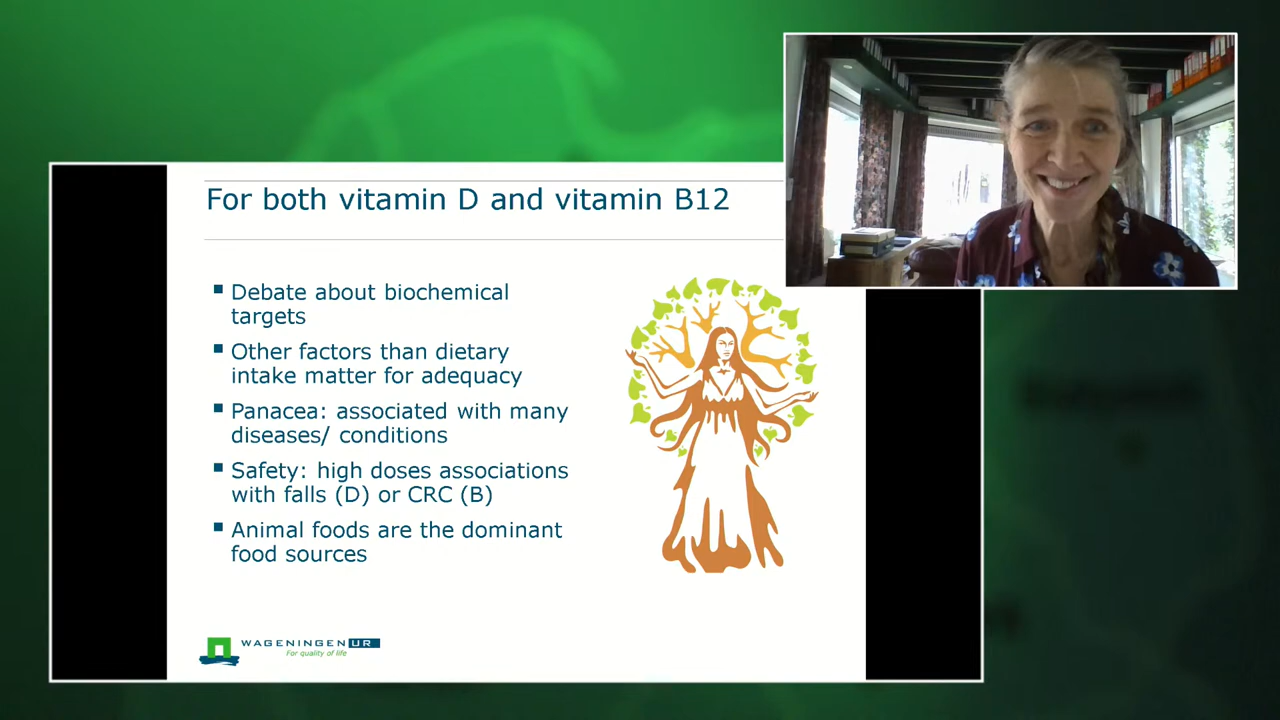 For both vitamin D and vitamin B12
▪ Debate about biochemical
targets
▪ Other factors than dietary
intake matter for adequacy
▪ Panacea: associated with many
diseases/ conditions
▪ Safety: high doses associations
with falls (D) or CRC (B)
▪ Animal foods are the dominant
food sources
WAGENINGEN UR
For quality of life